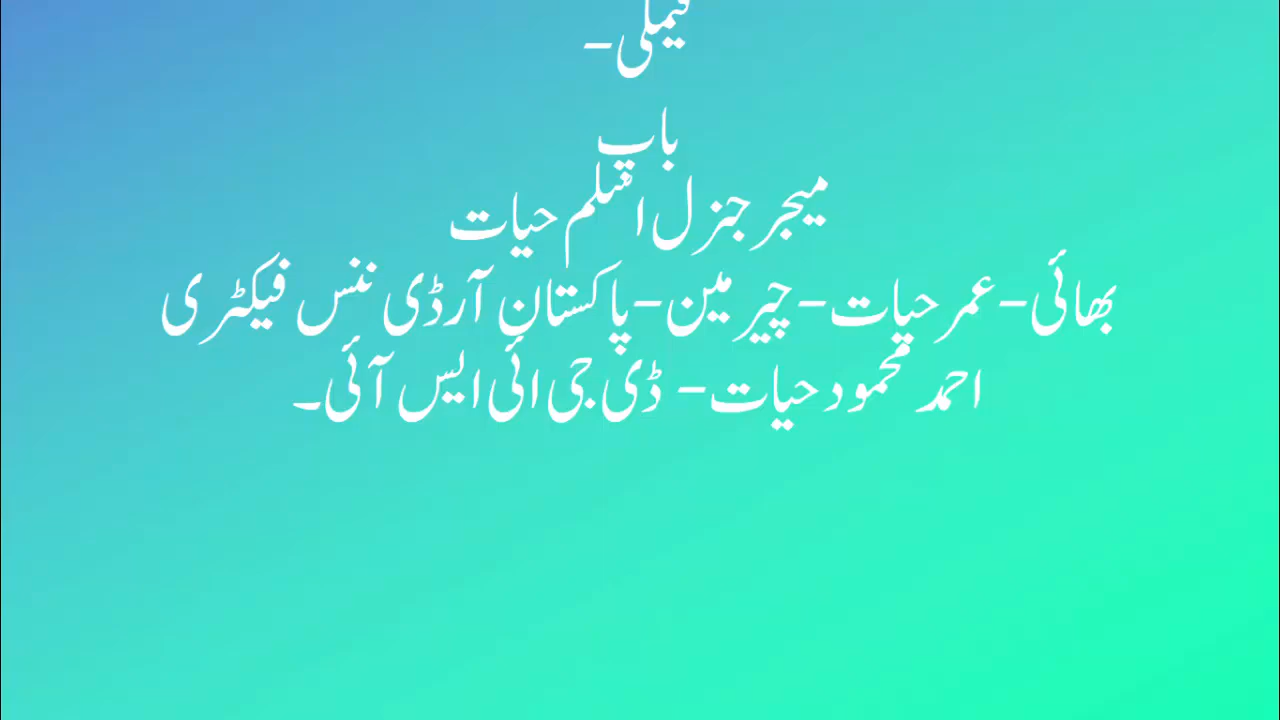 فیملی-
باپ
میجر جنرل اسلم حیات
بھائی-عمر حیات-چیرمین-پاکستان آرڈی ننس فیکٹری
احمد محمود حیات- ڈی جی ائی ایس آئی۔